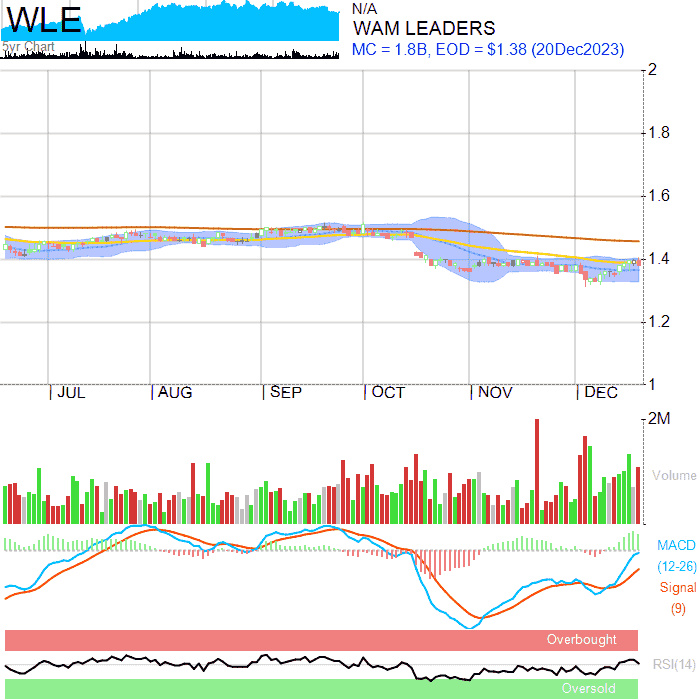 WLE
5yr Chart
N/A
WAM LEADERS
MC = 1.8B, EOD = $1.38 (20Dec2023)
2
1.8
1.6
1.4
1.2
1
JUL AUG SEP OCT NOV DEC
2M
Volume
MACD
(12-26)
Signal
(9)
Overbought
RSI(14)
Oversold